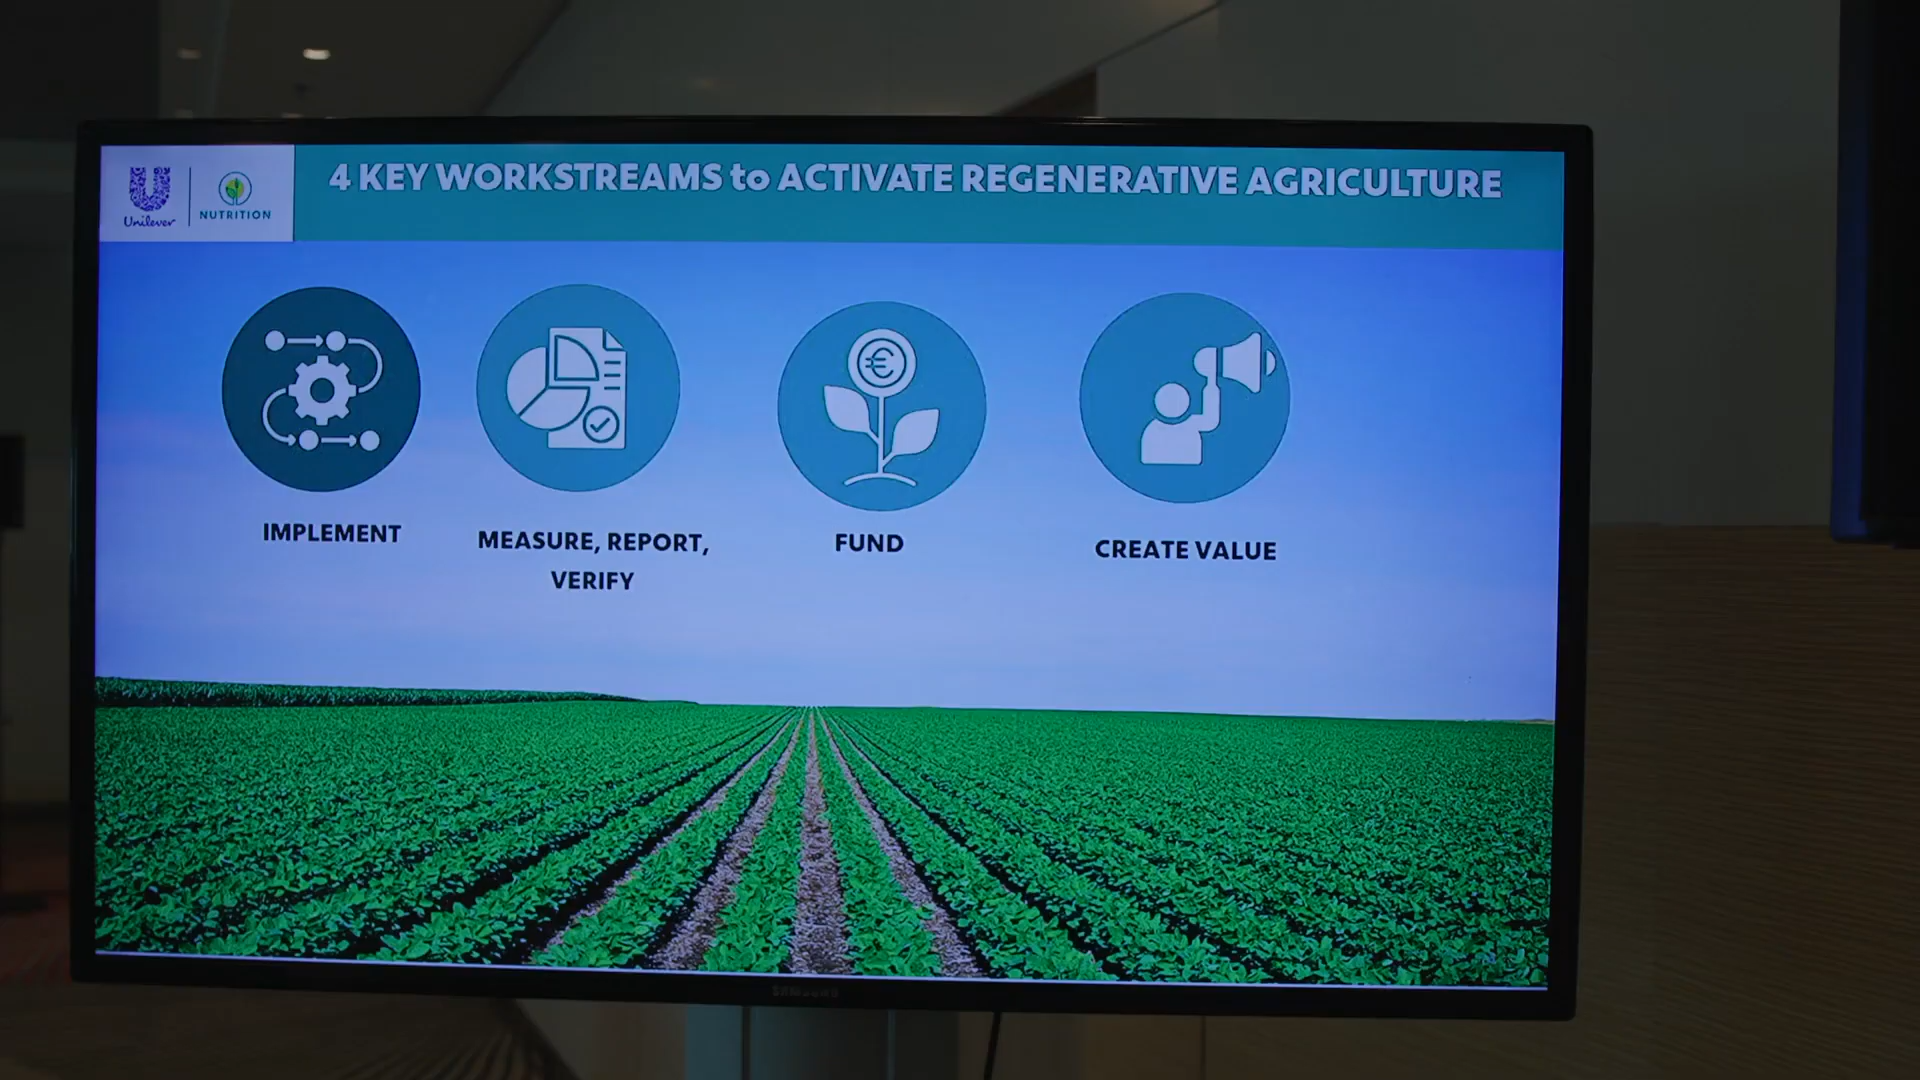 4 KEY WORKSTREAMS to ACTIVATE REGENERATIVE AGRICULTURE
Unilever
NUTRITION
IMPLEMENT
MEASURE, REPORT,
VERIFY
FUND
CREATE VALUE
SAMSUNG